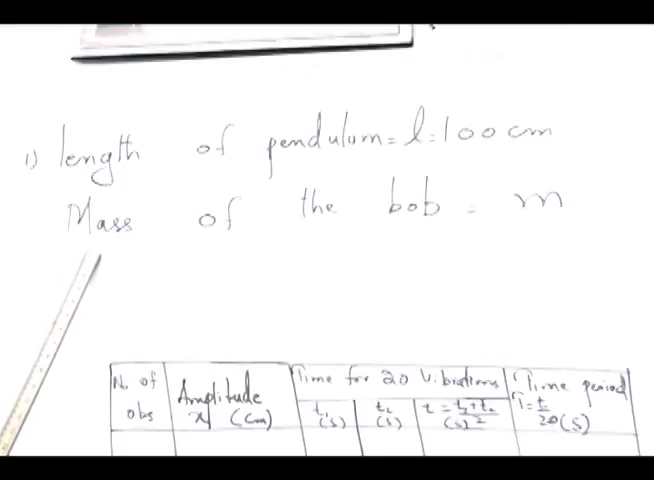 1) length of pendulum = l = 100 cm
Mass of the bob = m
No. of obs
Amplitude x (cm)
Time for 20 Vibrations
t₁ (s)
t₂ (s)
t = t₁+t₂/2 (s)
Time period T = t/20 (s)